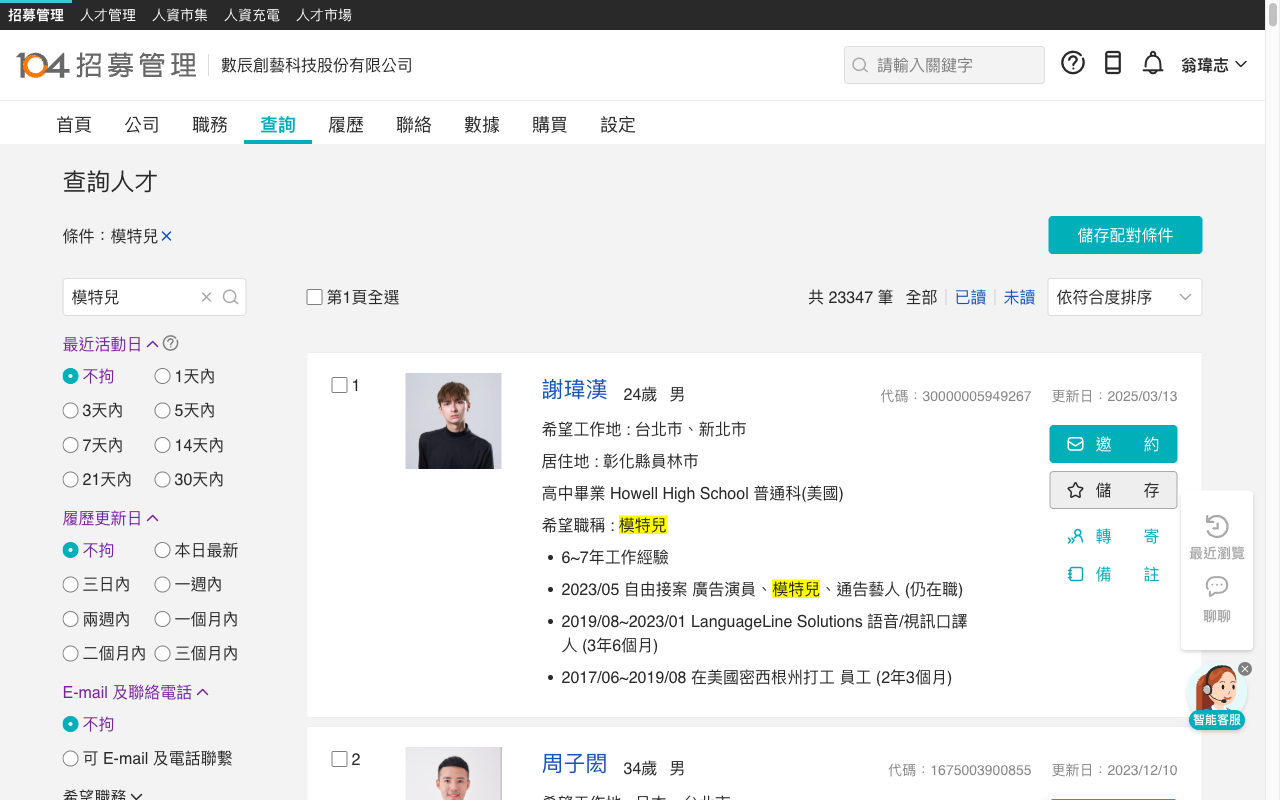 招募管理 人才管理 人資市集 人資充電 人才市場
104 招募管理 數辰創藝科技股份有限公司 請輸入關鍵字 翁瑋志
首頁 公司 職務 查詢 履歷 聯絡 數據 購買 設定
查詢人才
條件：模特兒 儲存配對條件
模特兒 第1頁全選 共 23347 筆 全部 已讀 未讀 依符合度排序
最近活動日
不拘 1天內
3天內 5天內
7天內 14天內
21天內 30天內
履歷更新日
不拘 本日最新
三日內 一週內
兩週內 一個月內
二個月內 三個月內
E-mail 及聯絡電話
不拘
可 E-mail 及電話聯繫
希望職務
1 謝瑋漢 24歲 男 代碼：30000005949267 更新日：2025/03/13
希望工作地 : 台北市、新北市
居住地 : 彰化縣員林市
高中畢業 Howell High School 普通科(美國)
希望職稱 : 模特兒
• 6~7年工作經驗
• 2023/05 自由接案 廣告演員、模特兒、通告藝人 (仍在職)
• 2019/08~2023/01 LanguageLine Solutions 語音/視訊口譯
人 (3年6個月)
• 2017/06~2019/08 在美國密西根州打工 員工 (2年3個月)
邀 約
儲 存
轉 寄
備 註
最近瀏覽
聊聊
智能客服
2 周子閎 34歲 男 代碼：1675003900855 更新日：2023/12/10
希望工作地 : 日本、台北市